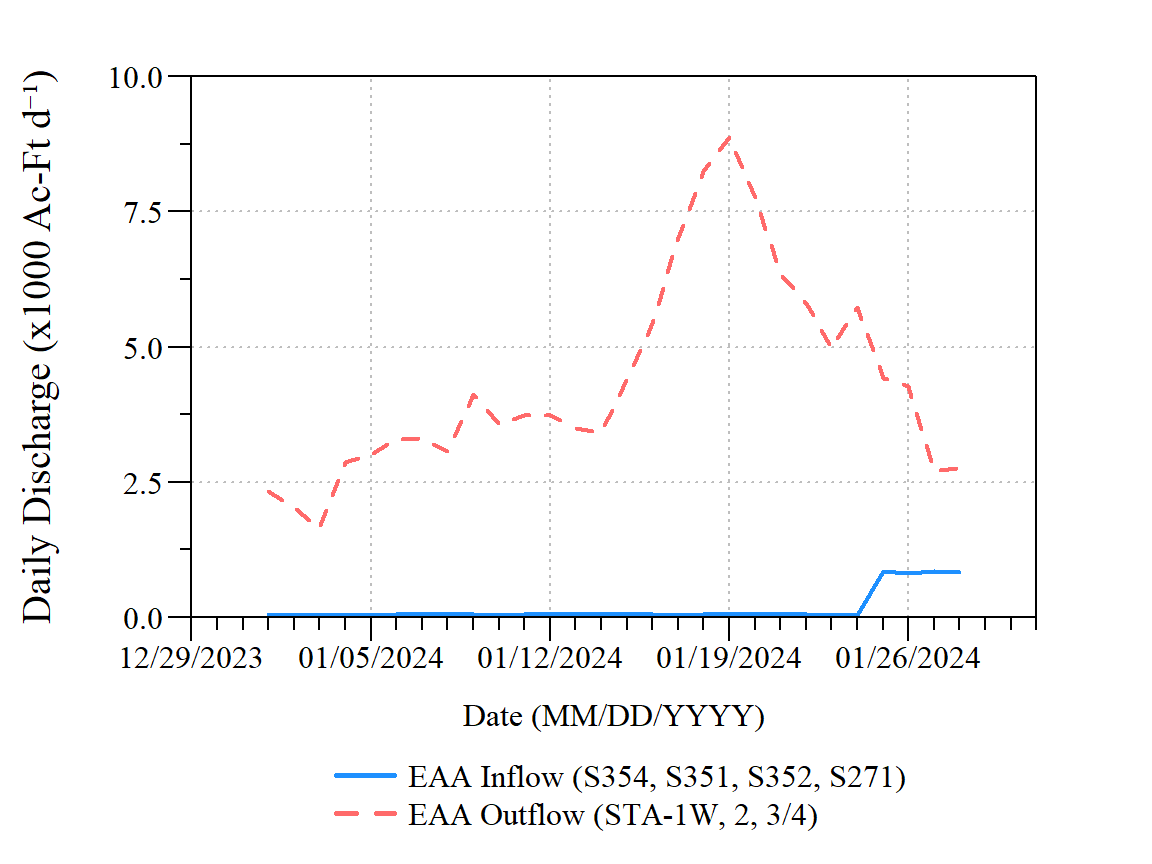 Daily Discharge (x1000 Ac-Ft d⁻¹)
10.0
7.5
5.0
2.5
0.0
12/29/2023 01/05/2024 01/12/2024 01/19/2024 01/26/2024
Date (MM/DD/YYYY)
EAA Inflow (S354, S351, S352, S271)
EAA Outflow (STA-1W, 2, 3/4)